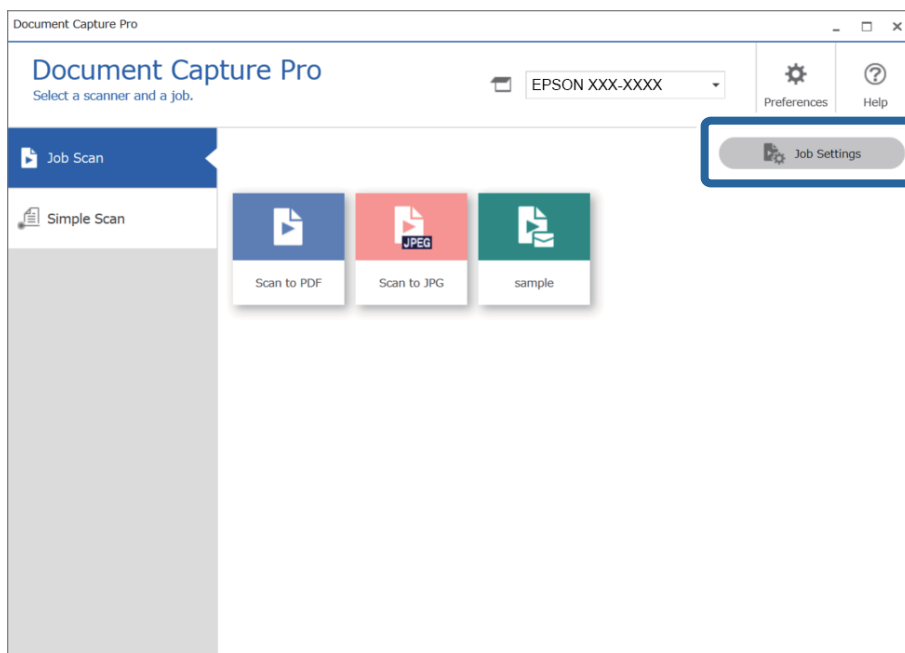 Document Capture Pro
Document Capture Pro
Select a scanner and a job.
EPSON XXX-XXXX
Preferences
Help
Job Scan
Job Settings
Simple Scan
JPEG
Scan to PDF
Scan to JPG
sample